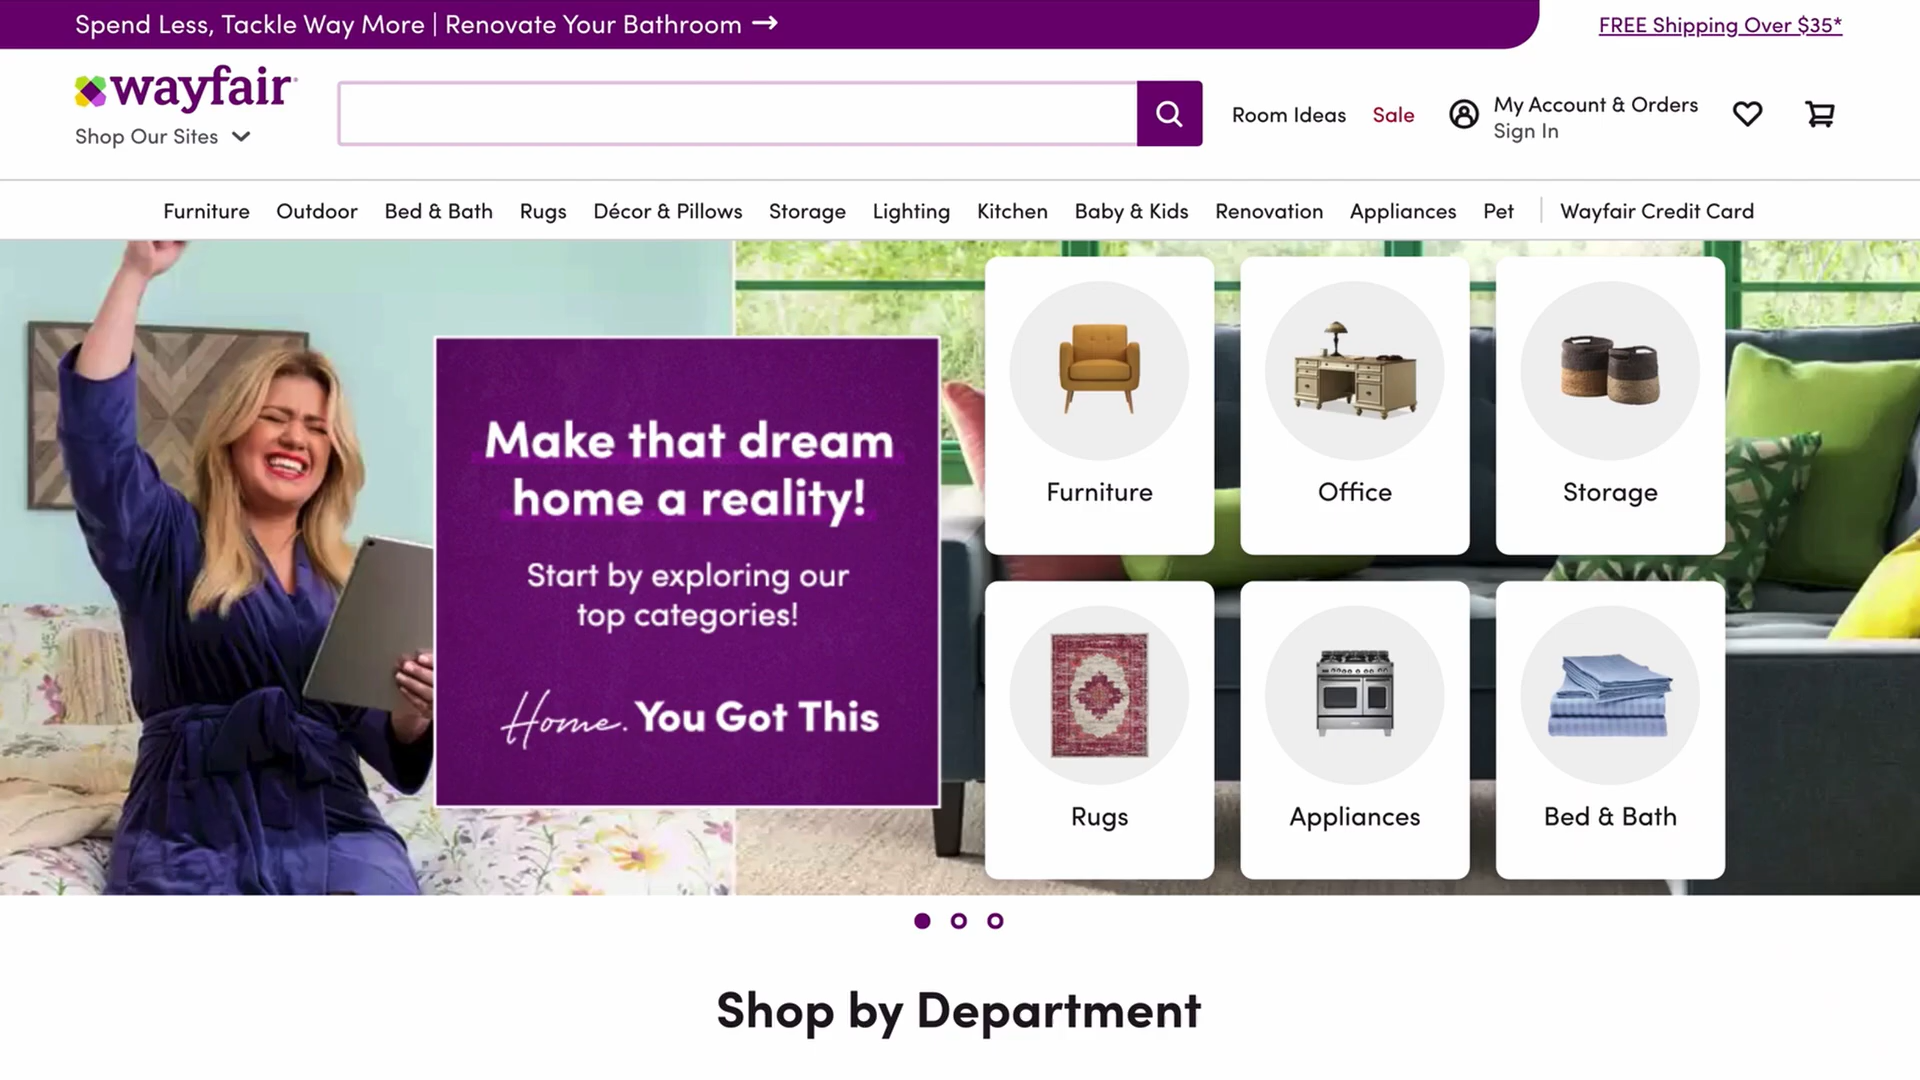 Spend Less, Tackle Way More | Renovate Your Bathroom →
FREE Shipping Over $35*
wayfair
Shop Our Sites
Room Ideas
Sale
My Account & Orders
Sign In
Furniture
Outdoor
Bed & Bath
Rugs
Décor & Pillows
Storage
Lighting
Kitchen
Baby & Kids
Renovation
Appliances
Pet
Wayfair Credit Card
Make that dream
home a reality!
Start by exploring our
top categories!
Home. You Got This
Furniture
Office
Storage
Rugs
Appliances
Bed & Bath
Shop by Department